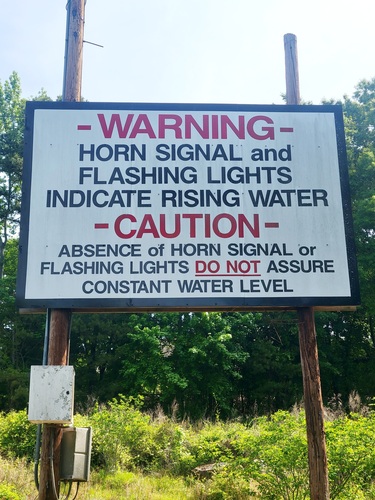 -WARNING-
HORN SIGNAL and
FLASHING LIGHTS
INDICATE RISING WATER
-CAUTION-
ABSENCE of HORN SIGNAL or
FLASHING LIGHTS DO NOT ASSURE
CONSTANT WATER LEVEL